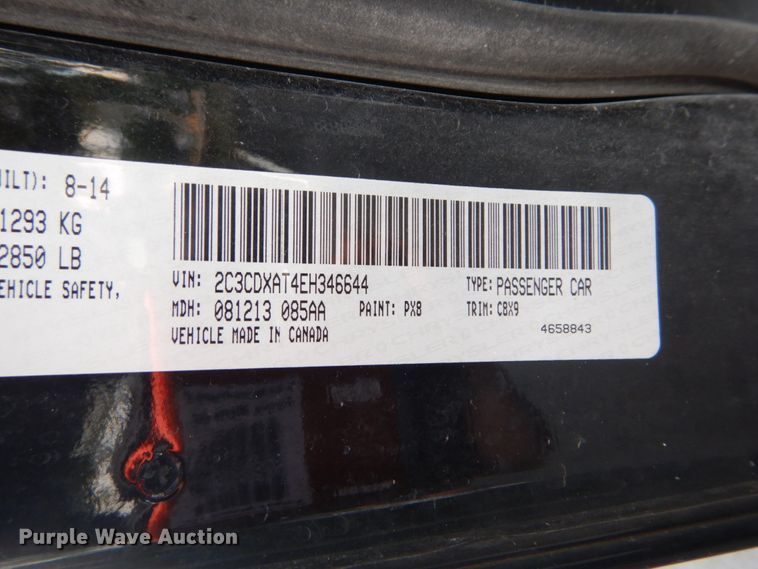 UILT): 8-14
1293 KG
2850 LB
EHICLE SAFETY,
VIN: 2C3CDXAT4EH346644
TYPE: PASSENGER CAR
MDH: 081213 085AA
PAINT: PX8
TRIM: C8X9
VEHICLE MADE IN CANADA
4658843
Purple Wave Auction®